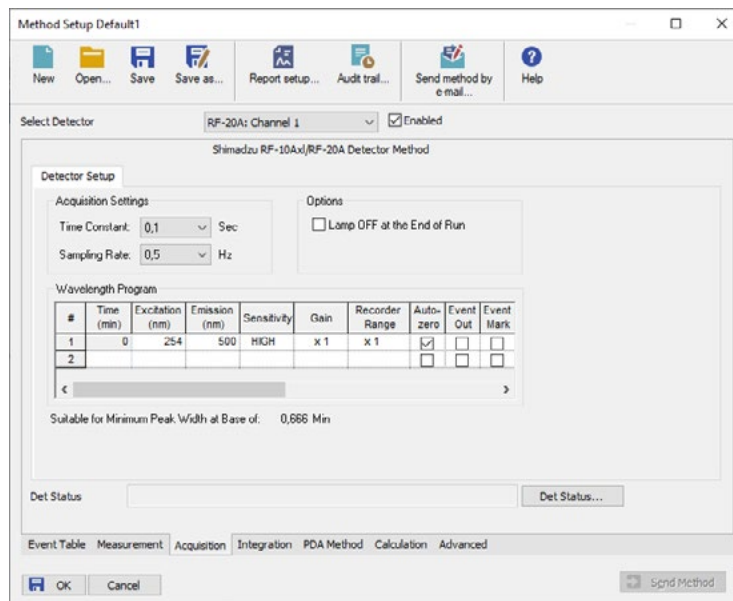 Method Setup Default1
New Open... Save Save as... Report setup... Audit trail... Send method by e-mail... Help
Select Detector RF-20A: Channel 1 Enabled
Shimadzu RF-10Axl/RF-20A Detector Method
Detector Setup
Acquisition Settings Options
Time Constant: 0,1 Sec Lamp OFF at the End of Run
Sampling Rate: 0,5 Hz
Wavelength Program
# Time (min) Excitation (nm) Emission (nm) Sensitivity Gain Recorder Range Auto-zero Event Out Event Mark
1 0 254 500 HIGH x 1 x 1
2
Suitable for Minimum Peak Width at Base of: 0,666 Min
Det Status Det Status...
Event Table Measurement Acquisition Integration PDA Method Calculation Advanced
OK Cancel Send Method